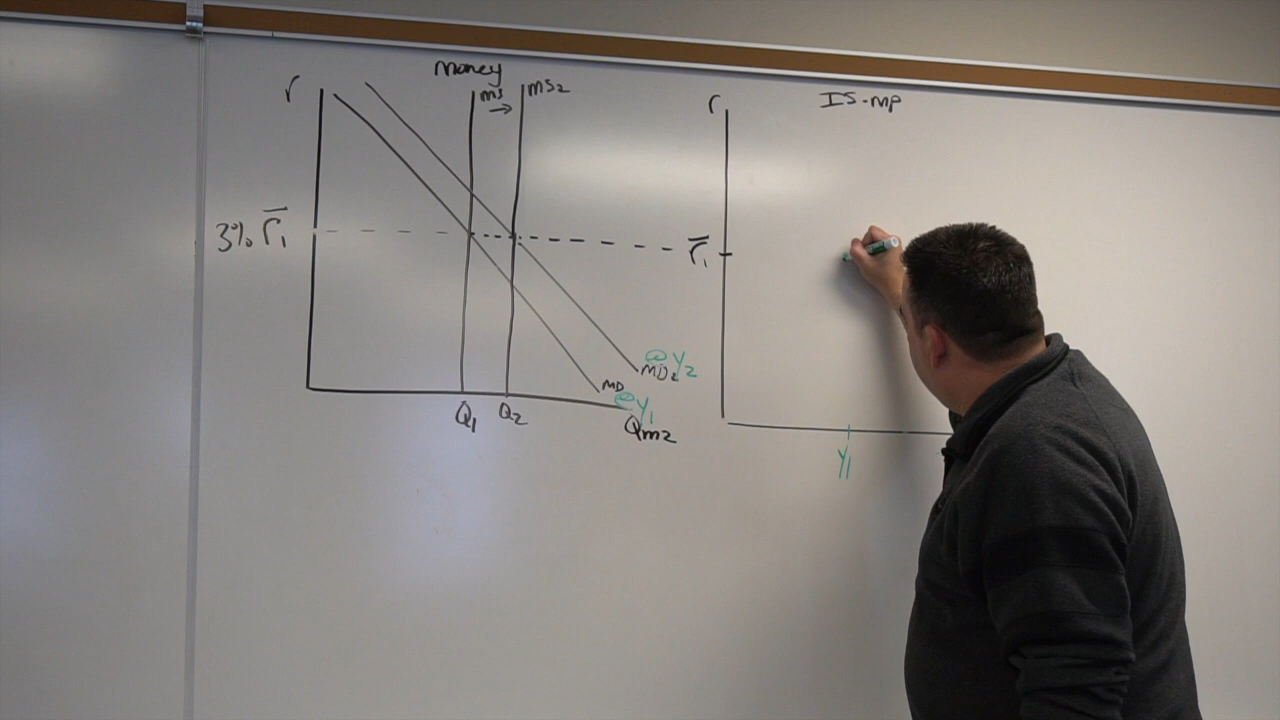 Money
r
MS →
MS2
3% r̅1
MD2 @ Y2
MD @ Y1
Q1
Q2
Qm2
IS-MP
r
r̅1
Y1